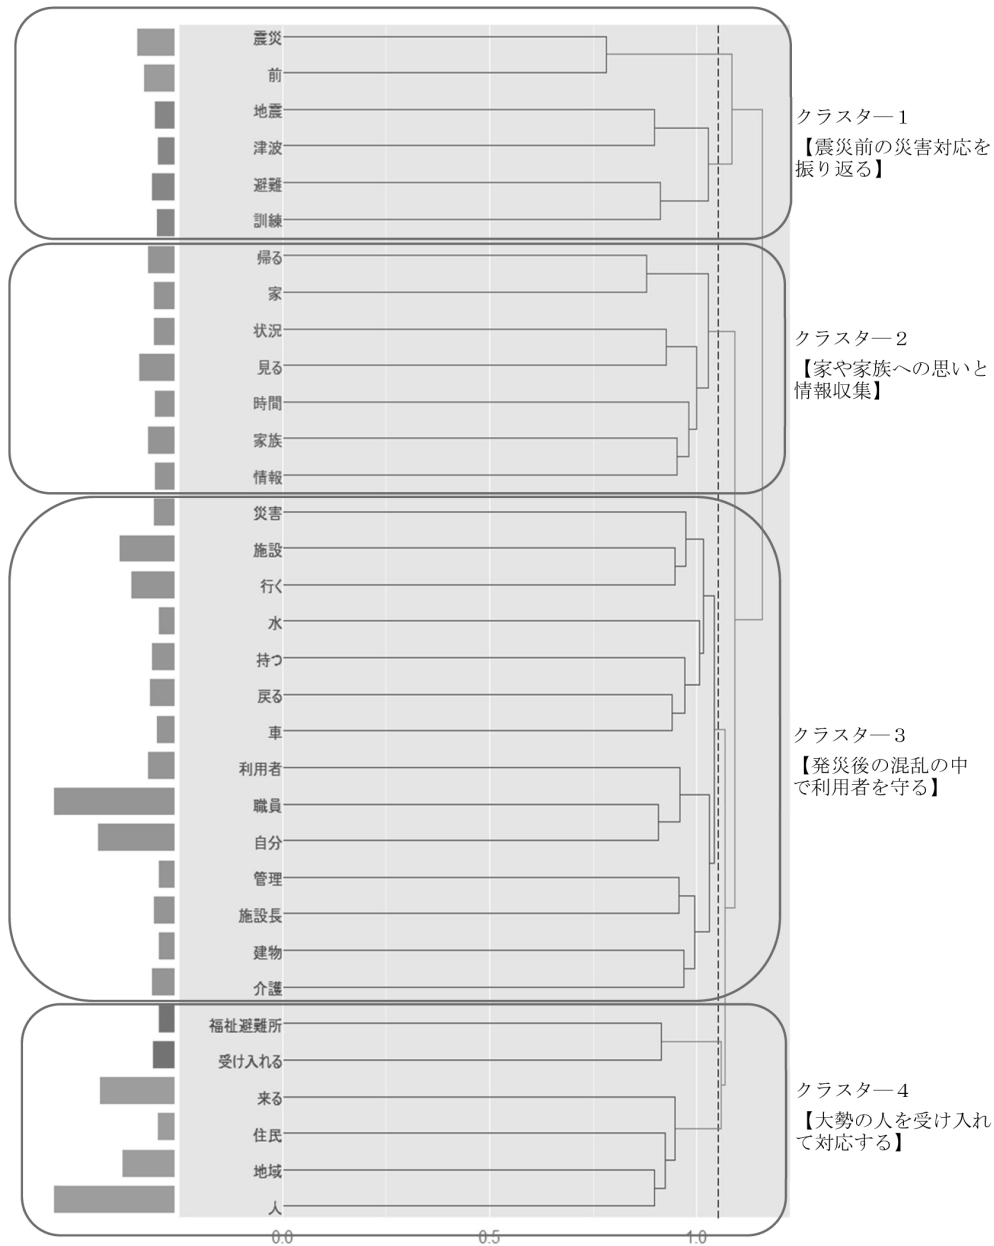 震災
前
地震
津波
避難
訓練
クラスター1
【震災前の災害対応を
振り返る】
帰る
家
状況
見る
時間
家族
情報
クラスター2
【家や家族への思いと
情報収集】
災害
施設
行く
水
持つ
戻る
車
利用者
職員
自分
管理
施設長
建物
介護
クラスター3
【発災後の混乱の中
で利用者を守る】
福祉避難所
受け入れる
来る
住民
地域
人
クラスター4
【大勢の人を受け入れ
て対応する】
0.0 0.5 1.0